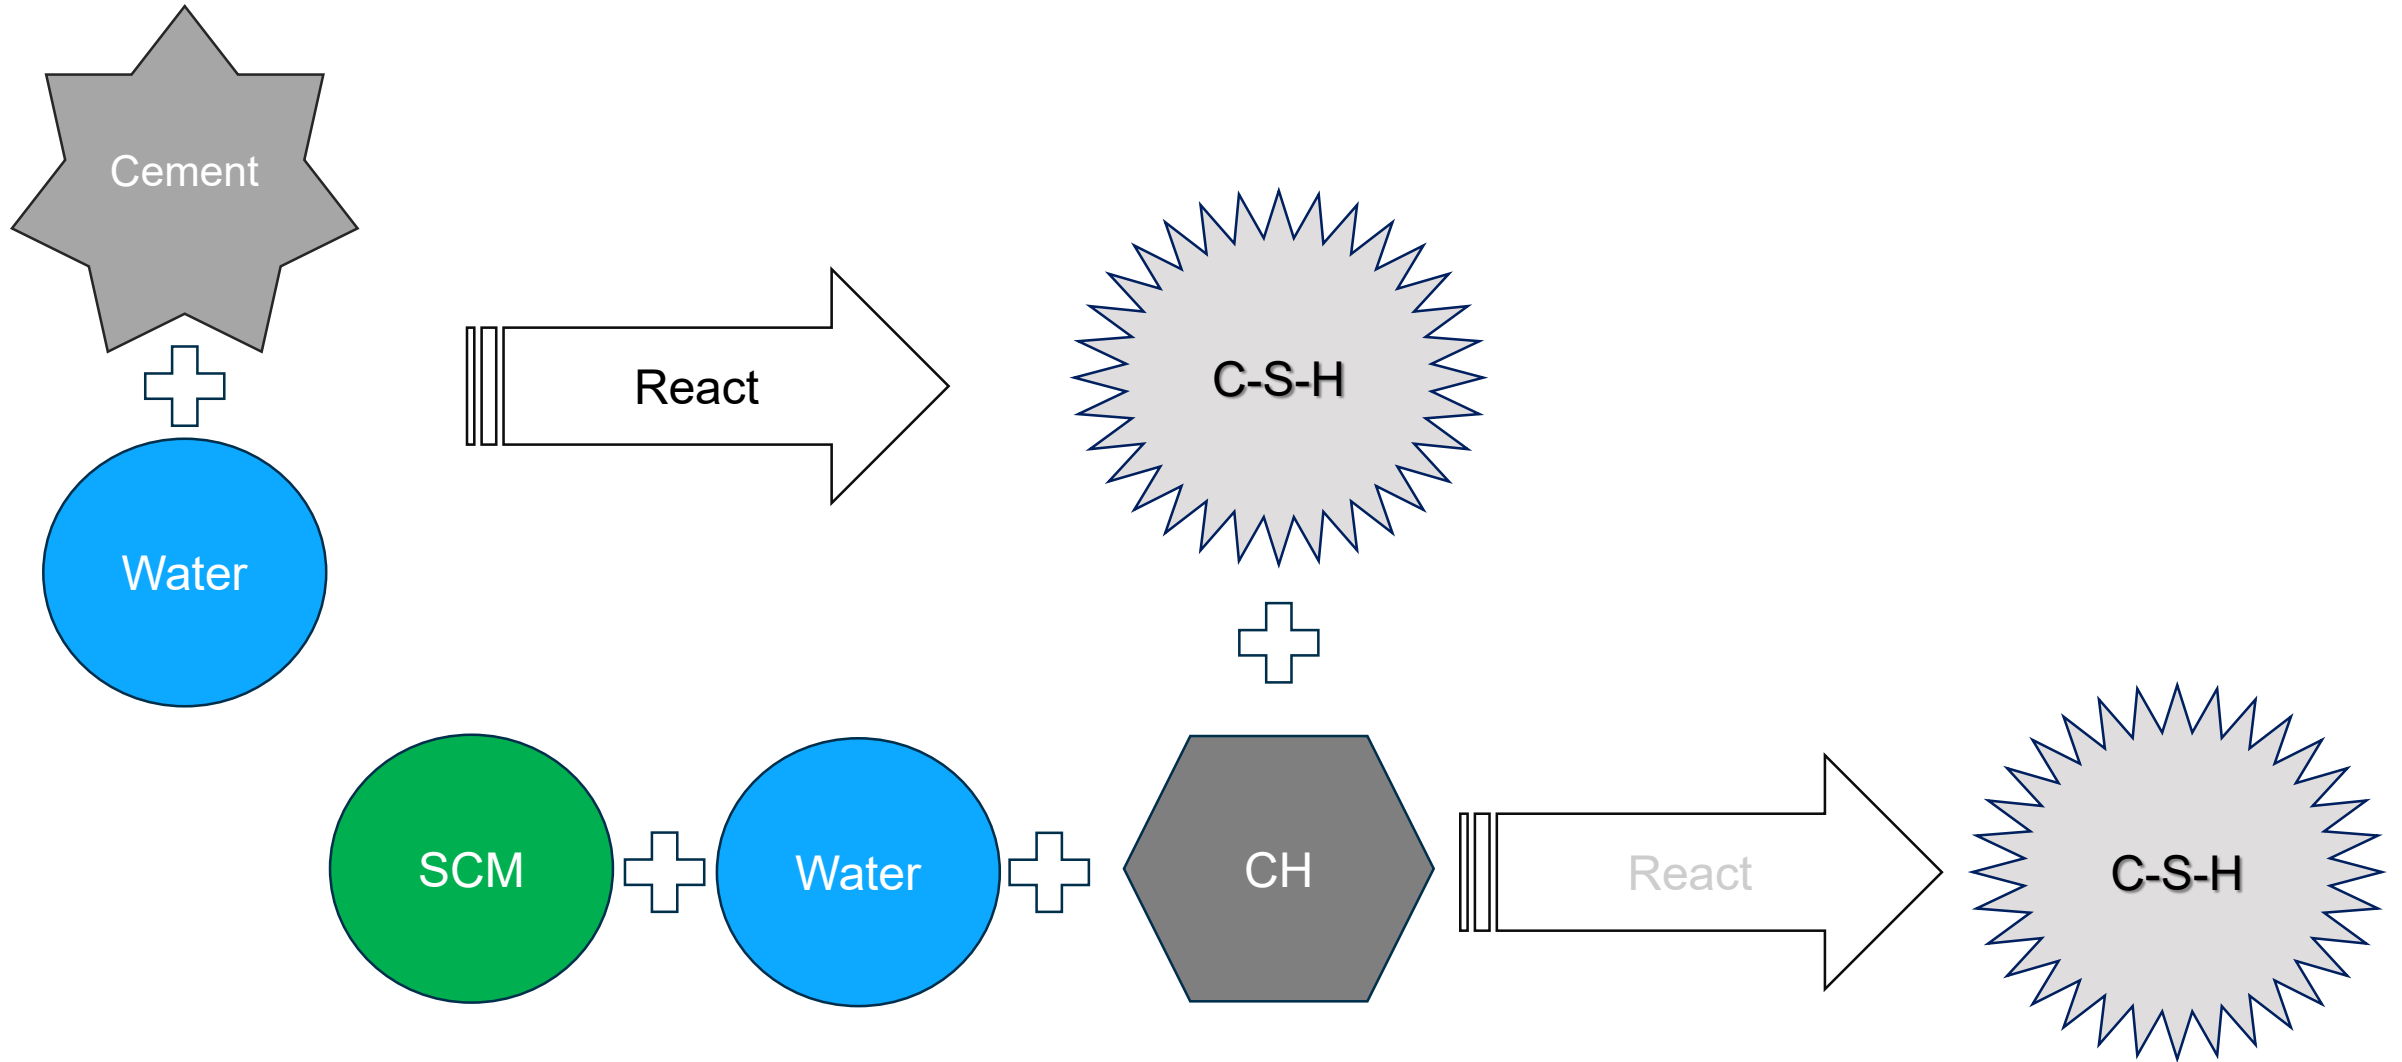 Cement
React
C-S-H
Water
SCM
Water
CH
React
C-S-H